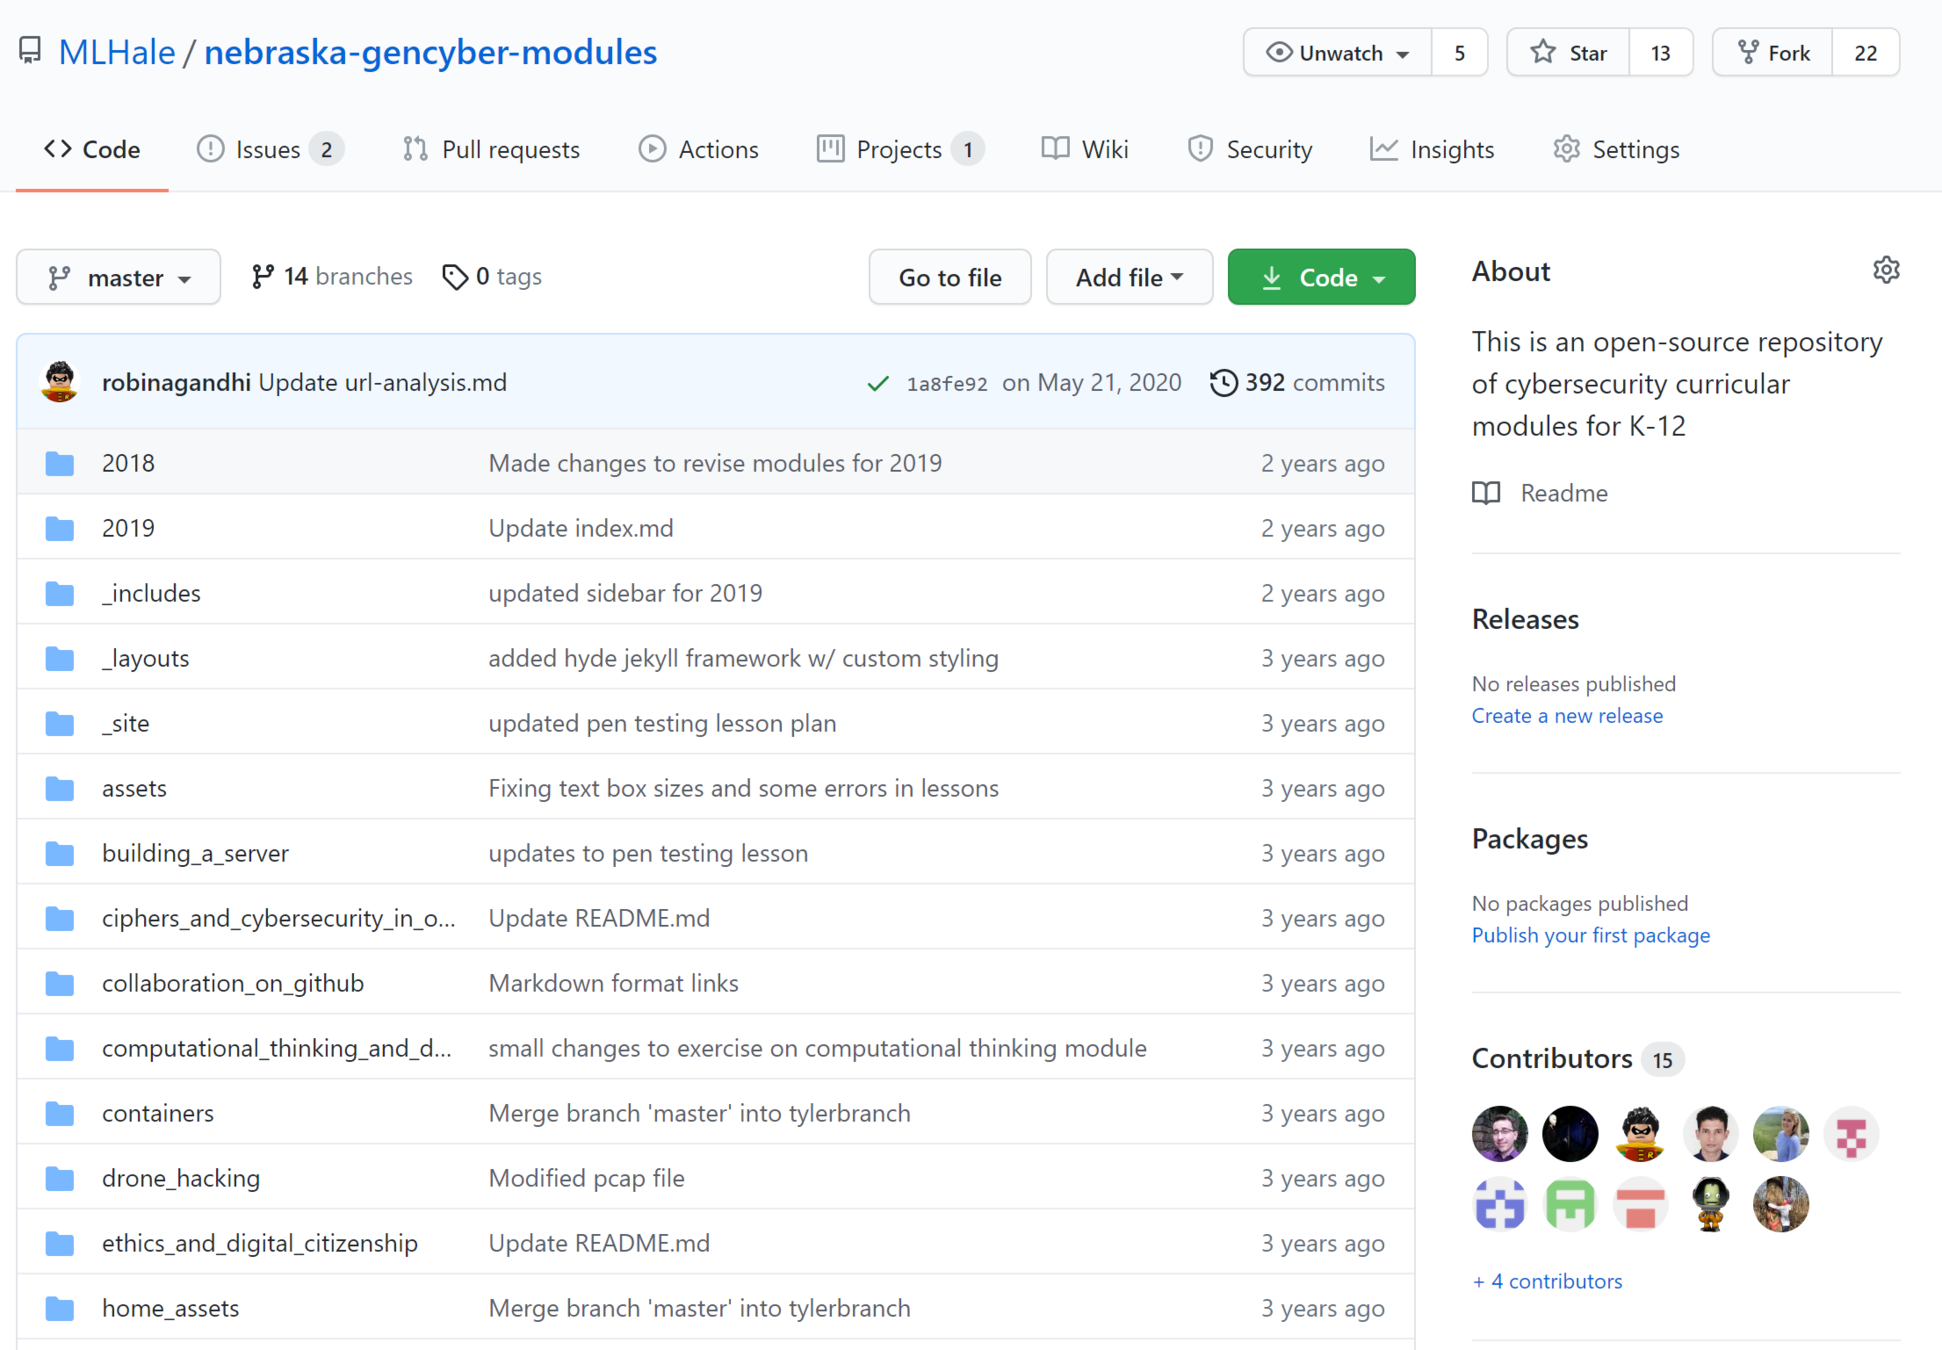 MLHale / nebraska-gencyber-modules
Unwatch 5 Star 13 Fork 22
Code Issues 2 Pull requests Actions Projects 1 Wiki Security Insights Settings
master 14 branches 0 tags Go to file Add file Code
robinagandhi Update url-analysis.md 1a8fe92 on May 21, 2020 392 commits
2018 Made changes to revise modules for 2019 2 years ago
2019 Update index.md 2 years ago
_includes updated sidebar for 2019 2 years ago
_layouts added hyde jekyll framework w/ custom styling 3 years ago
_site updated pen testing lesson plan 3 years ago
assets Fixing text box sizes and some errors in lessons 3 years ago
building_a_server updates to pen testing lesson 3 years ago
ciphers_and_cybersecurity_in_o... Update README.md 3 years ago
collaboration_on_github Markdown format links 3 years ago
computational_thinking_and_d... small changes to exercise on computational thinking module 3 years ago
containers Merge branch 'master' into tylerbranch 3 years ago
drone_hacking Modified pcap file 3 years ago
ethics_and_digital_citizenship Update README.md 3 years ago
home_assets Merge branch 'master' into tylerbranch 3 years ago
About
This is an open-source repository
of cybersecurity curricular
modules for K-12
Readme
Releases
No releases published
Create a new release
Packages
No packages published
Publish your first package
Contributors 15
+ 4 contributors